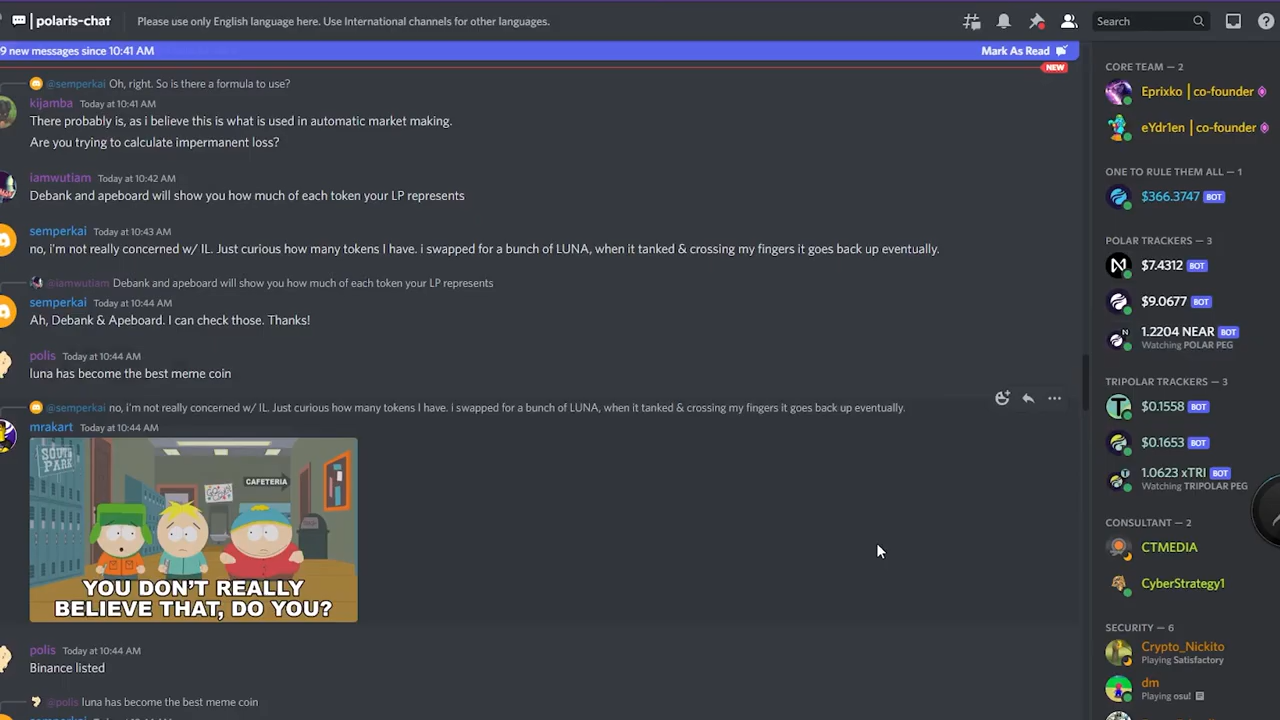 polaris-chat
Please use only English language here. Use International channels for other languages.
Search
9 new messages since 10:41 AM
Mark As Read
NEW
@semperkai Oh, right. So is there a formula to use?
kijamba Today at 10:41 AM
There probably is, as i believe this is what is used in automatic market making.
Are you trying to calculate impermanent loss?
iamwutiam Today at 10:42 AM
Debank and apeboard will show you how much of each token your LP represents
semperkai Today at 10:43 AM
no, i'm not really concerned w/ IL. Just curious how many tokens I have. i swapped for a bunch of LUNA, when it tanked & crossing my fingers it goes back up eventually.
@iamwutiam Debank and apeboard will show you how much of each token your LP represents
semperkai Today at 10:44 AM
Ah, Debank & Apeboard. I can check those. Thanks!
polis Today at 10:44 AM
luna has become the best meme coin
@semperkai no, i'm not really concerned w/ IL. Just curious how many tokens I have. i swapped for a bunch of LUNA, when it tanked & crossing my fingers it goes back up eventually.
mrakart Today at 10:44 AM
SOUTH
PARK
CAFETERIA
YOU DON'T REALLY
BELIEVE THAT, DO YOU?
polis Today at 10:44 AM
Binance listed
@polis luna has become the best meme coin
CORE TEAM – 2
Eprixko | co-founder
eYdr1en | co-founder
ONE TO RULE THEM ALL – 1
$366.3747 BOT
POLAR TRACKERS – 3
$7.4312 BOT
$9.0677 BOT
1.2204 NEAR BOT
Watching POLAR PEG
TRIPOLAR TRACKERS – 3
$0.1558 BOT
$0.1653 BOT
1.0623 xTRI BOT
Watching TRIPOLAR PEG
CONSULTANT – 2
CTMEDIA
CyberStrategy1
SECURITY – 6
Crypto_Nickito
Playing Satisfactory
dm
Playing osu!